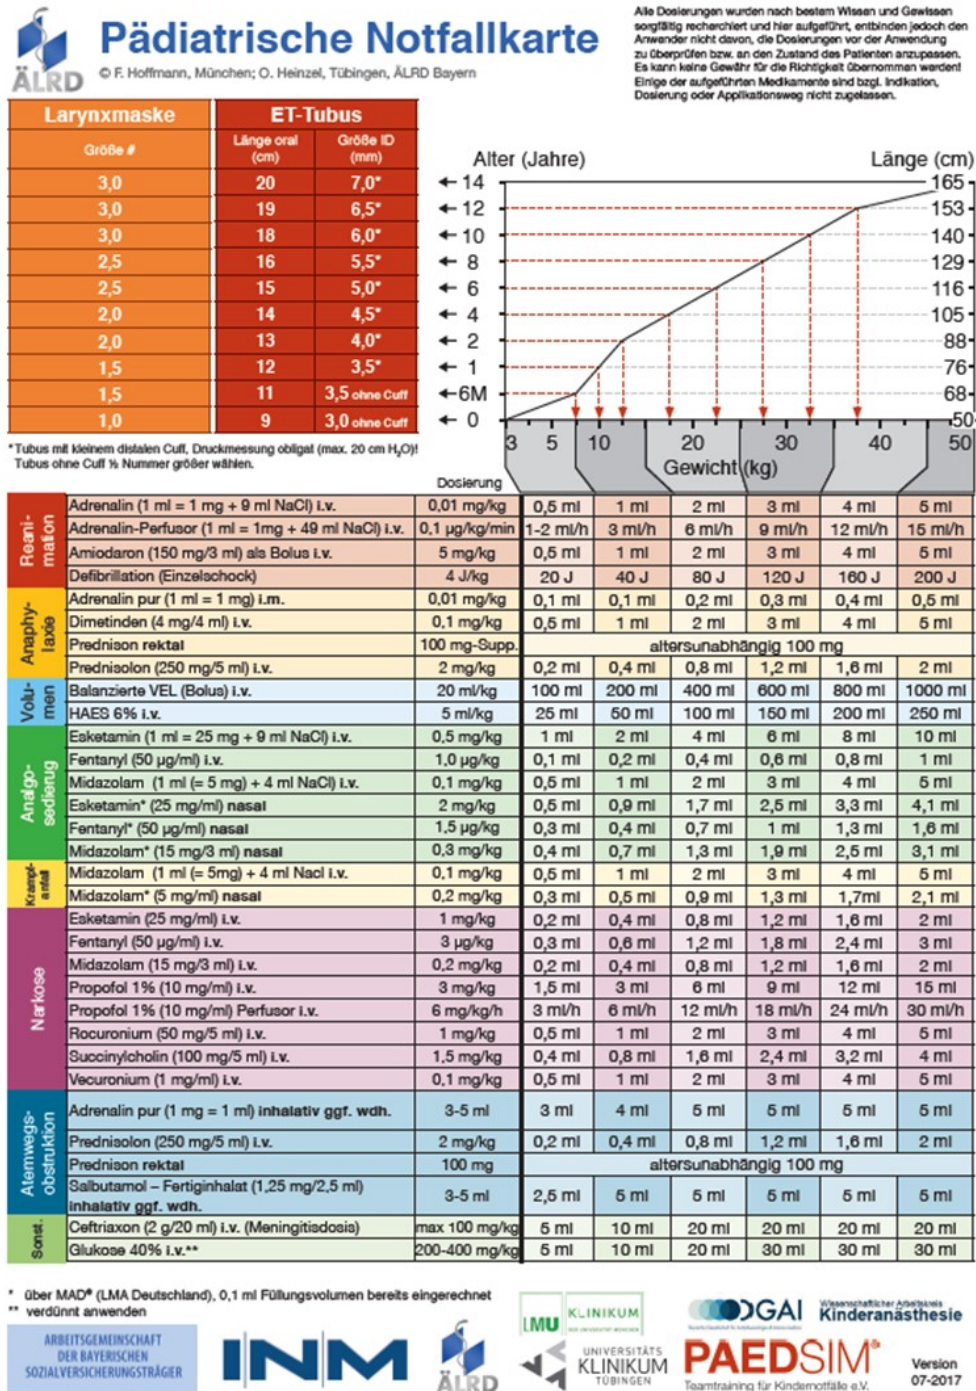 ÄLRD
Pädiatrische Notfallkarte
© F. Hoffmann, München; O. Heinzel, Tübingen, ÄLRD Bayern
Alle Dosierungen wurden nach bestem Wissen und Gewissen
sorgfältig recherchiert und hier aufgeführt, entbinden jedoch den
Anwender nicht davon, die Dosierungen vor der Anwendung
zu überprüfen bzw. an den Zustand des Patienten anzupassen.
Es kann keine Gewähr für die Richtigkeit übernommen werden!
Einige der aufgeführten Medikamente sind bzgl. Indikation,
Dosierung oder Applikationsweg nicht zugelassen.
Larynxmaske ET-Tubus
Größe # Länge oral (cm) Größe ID (mm)
3,0 20 7,0*
3,0 19 6,5*
3,0 18 6,0*
2,5 16 5,5*
2,5 15 5,0*
2,0 14 4,5*
2,0 13 4,0*
1,5 12 3,5*
1,5 11 3,5 ohne Cuff
1,0 9 3,0 ohne Cuff
*Tubus mit kleinem distalen Cuff, Druckmessung obligat (max. 20 cm H₂O)!
Tubus ohne Cuff ½ Nummer größer wählen.
Alter (Jahre) Länge (cm)
14 165
12 153
10 140
8 129
6 116
4 105
2 88
1 76
6M 68
0 50
3 5 10 20 30 40 50
Gewicht (kg)
Dosierung
Reani-
mation
Adrenalin (1 ml = 1 mg + 9 ml NaCl) i.v. 0,01 mg/kg 0,5 ml 1 ml 2 ml 3 ml 4 ml 5 ml
Adrenalin-Perfusor (1 ml = 1mg + 49 ml NaCl) i.v. 0,1 µg/kg/min 1-2 ml/h 3 ml/h 6 ml/h 9 ml/h 12 ml/h 15 ml/h
Amiodaron (150 mg/3 ml) als Bolus i.v. 5 mg/kg 0,5 ml 1 ml 2 ml 3 ml 4 ml 5 ml
Defibrillation (Einzelschock) 4 J/kg 20 J 40 J 80 J 120 J 160 J 200 J
Anaphy-
laxie
Adrenalin pur (1 ml = 1 mg) i.m. 0,01 mg/kg 0,1 ml 0,1 ml 0,2 ml 0,3 ml 0,4 ml 0,5 ml
Dimetinden (4 mg/4 ml) i.v. 0,1 mg/kg 0,5 ml 1 ml 2 ml 3 ml 4 ml 5 ml
Prednison rektal 100 mg-Supp. altersunabhängig 100 mg
Prednisolon (250 mg/5 ml) i.v. 2 mg/kg 0,2 ml 0,4 ml 0,8 ml 1,2 ml 1,6 ml 2 ml
Volu-
men
Balanzierte VEL (Bolus) i.v. 20 ml/kg 100 ml 200 ml 400 ml 600 ml 800 ml 1000 ml
HAES 6% i.v. 5 ml/kg 25 ml 50 ml 100 ml 150 ml 200 ml 250 ml
Analgo-
sedierug
Esketamin (1 ml = 25 mg + 9 ml NaCl) i.v. 0,5 mg/kg 1 ml 2 ml 4 ml 6 ml 8 ml 10 ml
Fentanyl (50 µg/ml) i.v. 1,0 µg/kg 0,1 ml 0,2 ml 0,4 ml 0,6 ml 0,8 ml 1 ml
Midazolam (1 ml (= 5 mg) + 4 ml NaCl) i.v. 0,1 mg/kg 0,5 ml 1 ml 2 ml 3 ml 4 ml 5 ml
Esketamin* (25 mg/ml) nasal 2 mg/kg 0,5 ml 0,9 ml 1,7 ml 2,5 ml 3,3 ml 4,1 ml
Fentanyl* (50 µg/ml) nasal 1,5 µg/kg 0,3 ml 0,4 ml 0,7 ml 1 ml 1,3 ml 1,6 ml
Midazolam* (15 mg/3 ml) nasal 0,3 mg/kg 0,4 ml 0,7 ml 1,3 ml 1,9 ml 2,5 ml 3,1 ml
Krampf-
anfall
Midazolam (1 ml (= 5mg) + 4 ml Nacl i.v. 0,1 mg/kg 0,5 ml 1 ml 2 ml 3 ml 4 ml 5 ml
Midazolam* (5 mg/ml) nasal 0,2 mg/kg 0,3 ml 0,5 ml 0,9 ml 1,3 ml 1,7ml 2,1 ml
Narkose
Esketamin (25 mg/ml) i.v. 1 mg/kg 0,2 ml 0,4 ml 0,8 ml 1,2 ml 1,6 ml 2 ml
Fentanyl (50 µg/ml) i.v. 3 µg/kg 0,3 ml 0,6 ml 1,2 ml 1,8 ml 2,4 ml 3 ml
Midazolam (15 mg/3 ml) i.v. 0,2 mg/kg 0,2 ml 0,4 ml 0,8 ml 1,2 ml 1,6 ml 2 ml
Propofol 1% (10 mg/ml) i.v. 3 mg/kg 1,5 ml 3 ml 6 ml 9 ml 12 ml 15 ml
Propofol 1% (10 mg/ml) Perfusor i.v. 6 mg/kg/h 3 ml/h 6 ml/h 12 ml/h 18 ml/h 24 ml/h 30 ml/h
Rocuronium (50 mg/5 ml) i.v. 1 mg/kg 0,5 ml 1 ml 2 ml 3 ml 4 ml 5 ml
Succinylcholin (100 mg/5 ml) i.v. 1,5 mg/kg 0,4 ml 0,8 ml 1,6 ml 2,4 ml 3,2 ml 4 ml
Vecuronium (1 mg/ml) i.v. 0,1 mg/kg 0,5 ml 1 ml 2 ml 3 ml 4 ml 5 ml
Atemwegs-
obstruktion
Adrenalin pur (1 mg = 1 ml) inhalativ ggf. wdh. 3-5 ml 3 ml 4 ml 5 ml 5 ml 5 ml 5 ml
Prednisolon (250 mg/5 ml) i.v. 2 mg/kg 0,2 ml 0,4 ml 0,8 ml 1,2 ml 1,6 ml 2 ml
Prednison rektal 100 mg altersunabhängig 100 mg
Salbutamol – Fertiginhalat (1,25 mg/2,5 ml)
inhalativ ggf. wdh. 3-5 ml 2,5 ml 5 ml 5 ml 5 ml 5 ml 5 ml
Sonst.
Ceftriaxon (2 g/20 ml) i.v. (Meningitisdosis) max 100 mg/kg 5 ml 10 ml 20 ml 20 ml 20 ml 20 ml
Glukose 40% i.v.** 200-400 mg/kg 5 ml 10 ml 20 ml 30 ml 30 ml 30 ml
* über MAD® (LMA Deutschland), 0,1 ml Füllungsvolumen bereits eingerechnet
** verdünnt anwenden
ARBEITSGEMEINSCHAFT
DER BAYERISCHEN
SOZIALVERSICHERUNGSTRÄGER
INM
ÄLRD
LMU KLINIKUM
UNIVERSITÄTS
KLINIKUM
TÜBINGEN
DGAI
Wissenschaftlicher Arbeitskreis
Kinderanästhesie
PAEDSIM®
Teamtraining für Kindernotfälle e.V.
Version
07-2017